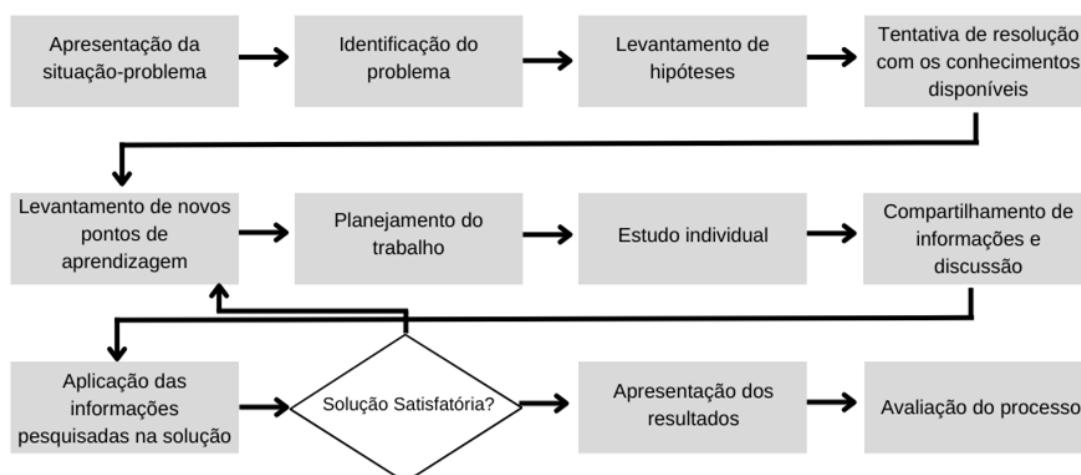 Apresentação da
situação-problema
Identificação do
problema
Levantamento de
hipóteses
Tentativa de resolução
com os conhecimentos
disponíveis
Levantamento de novos
pontos de
aprendizagem
Planejamento do
trabalho
Estudo individual
Compartilhamento de
informações e
discussão
Aplicação das
informações
pesquisadas na solução
Solução Satisfatória?
Apresentação dos
resultados
Avaliação do processo